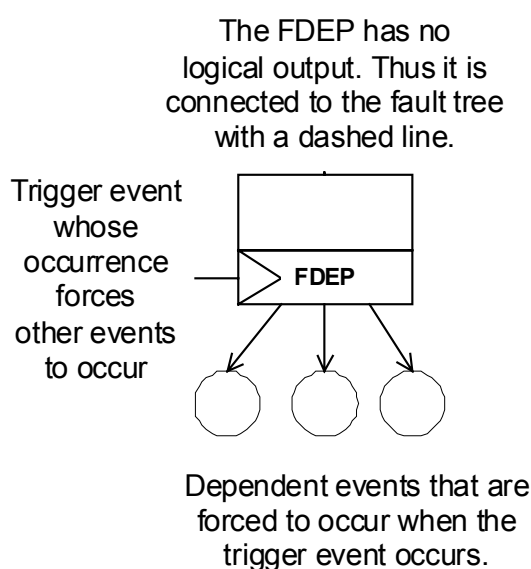 The FDEP has no
logical output. Thus it is
connected to the fault tree
with a dashed line.
Trigger event
whose
occurrence
forces
other events
to occur
FDEP
Dependent events that are
forced to occur when the
trigger event occurs.